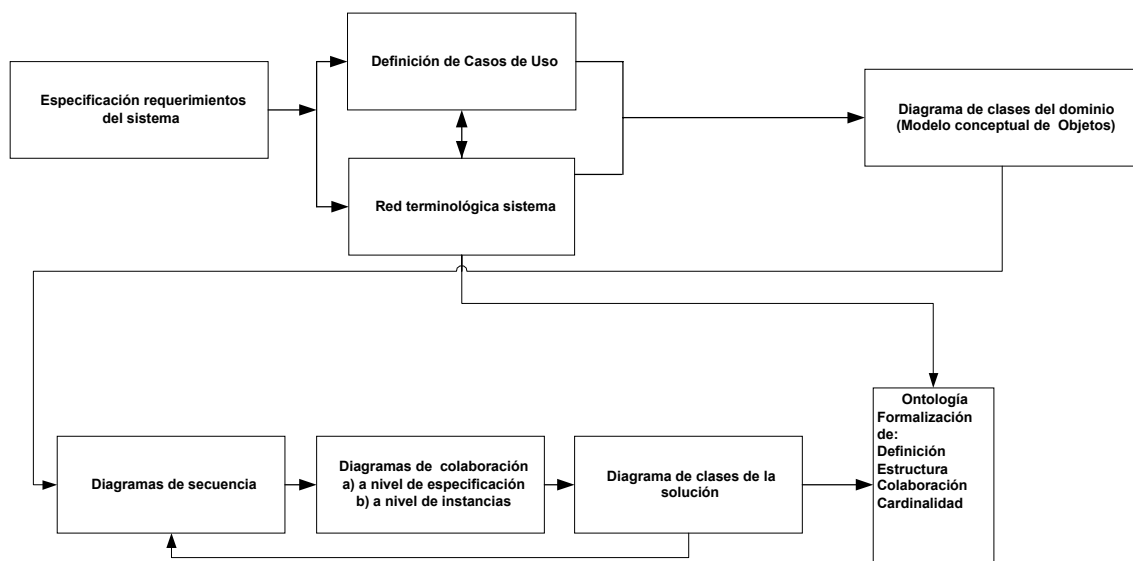 Definición de Casos de Uso
Especificación requerimientos
del sistema
Diagrama de clases del dominio
(Modelo conceptual de Objetos)
Red terminológica sistema
Ontología
Formalización
de:
Definición
Estructura
Colaboración
Cardinalidad
Diagramas de secuencia
Diagramas de colaboración
a) a nivel de especificación
b) a nivel de instancias
Diagrama de clases de la
solución